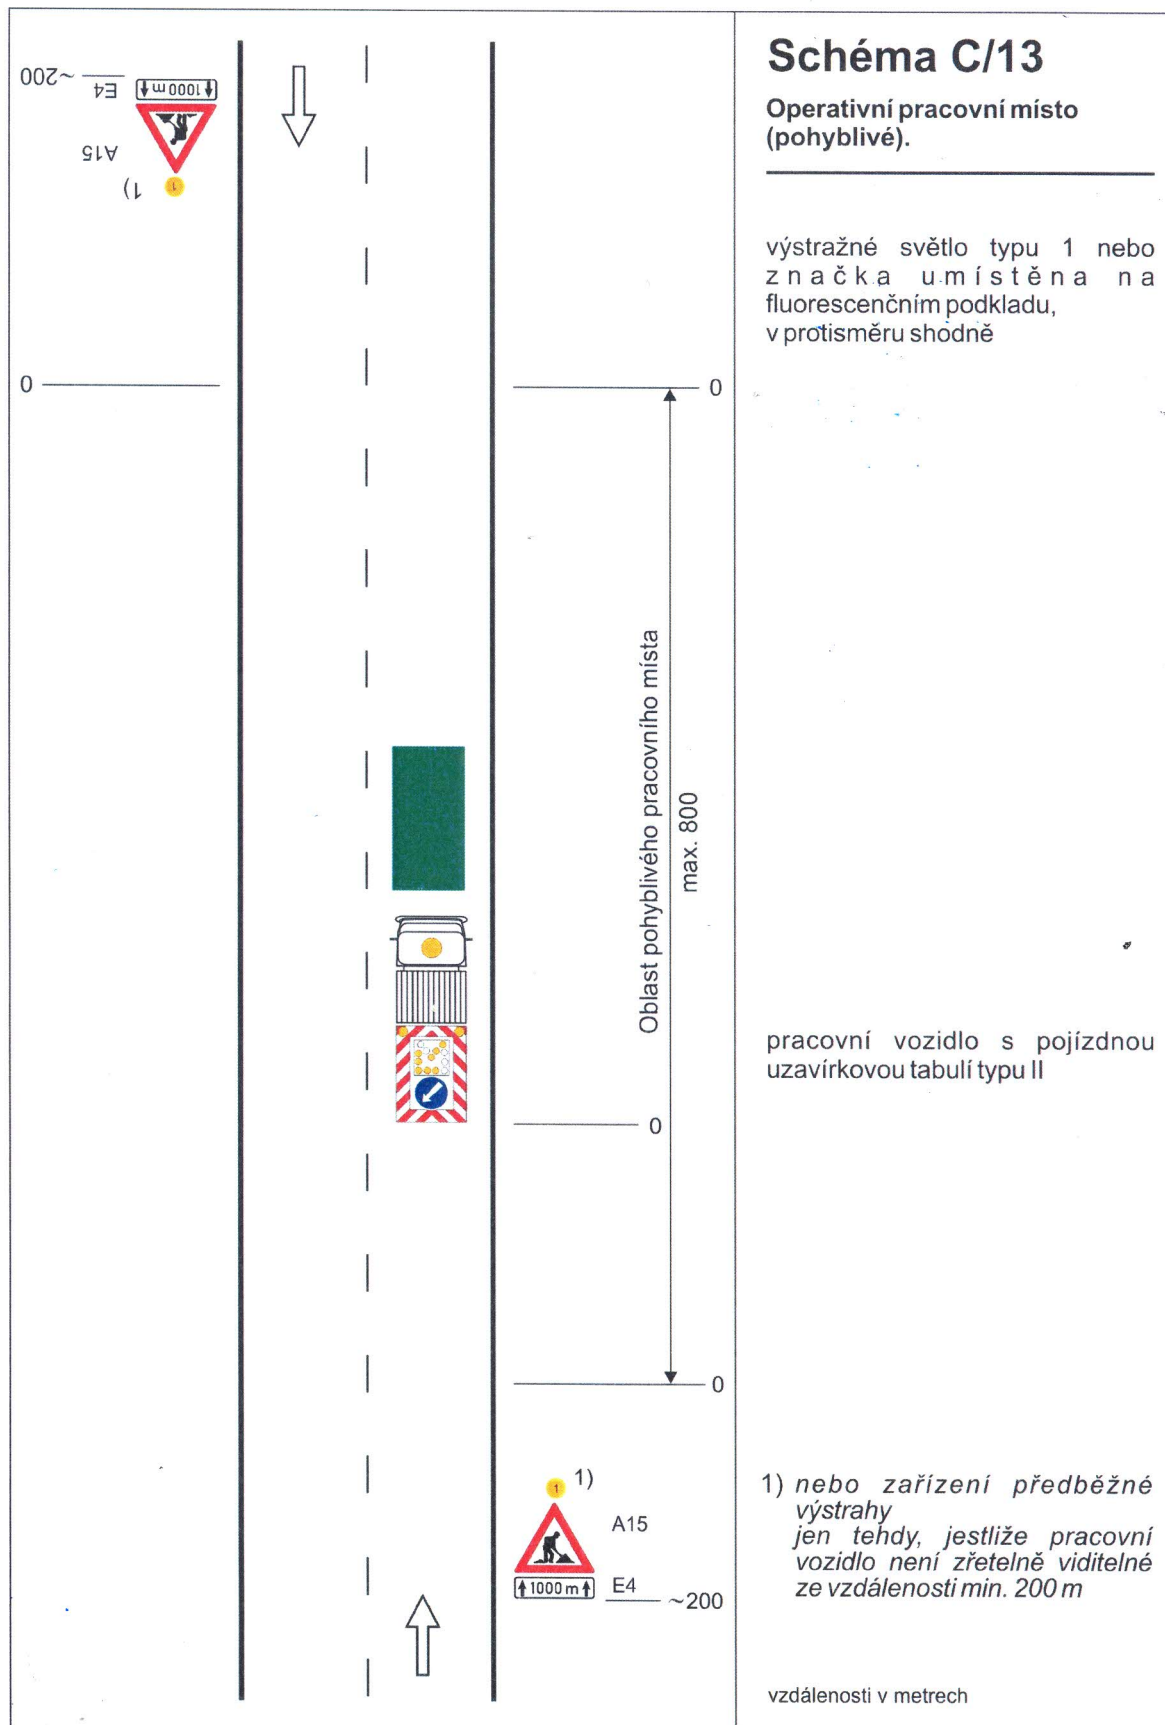 Schéma C/13
Operativní pracovní místo
(pohyblivé).
výstražné světlo typu 1 nebo
značka umístěna na
fluorescenčním podkladu,
v protisměru shodně
pracovní vozidlo s pojízdnou
uzavírkovou tabulí typu II
1) nebo zařízení předběžné
výstrahy
jen tehdy, jestliže pracovní
vozidlo není zřetelně viditelné
ze vzdálenosti min. 200 m
vzdálenosti v metrech
~200
E4
1000 m
A15
1)
1
0
0
Oblast pohyblivého pracovního místa
max. 800
0
0
1
1)
A15
1000 m
E4
~200